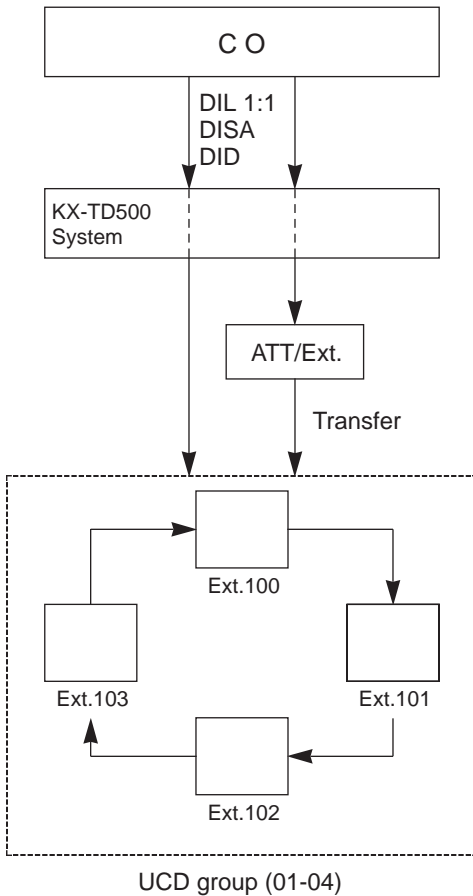 C O
DIL 1:1
DISA
DID
KX-TD500
System
ATT/Ext.
Transfer
Ext.100
Ext.103
Ext.101
Ext.102
UCD group (01-04)